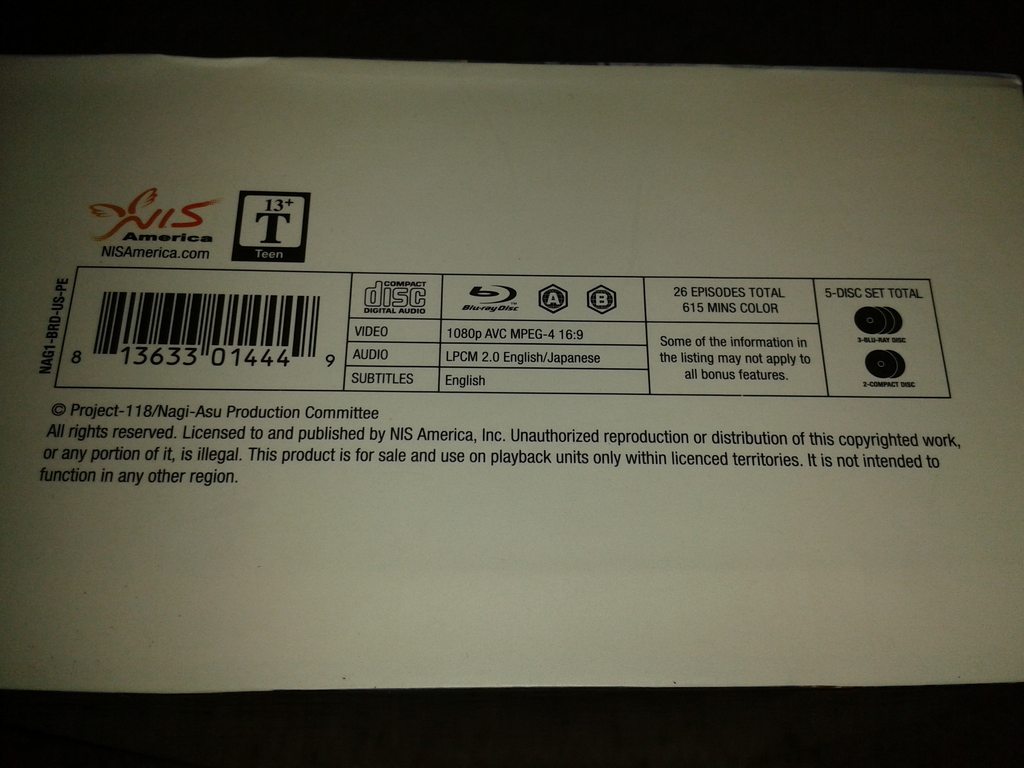 NIS
America
NISAmerica.com
13+
T
Teen
NAG1-BRD-US-PE
8 13633 01444 9
COMPACT
disc
DIGITAL AUDIO
Blu-ray Disc™
A
B
VIDEO
1080p AVC MPEG-4 16:9
AUDIO
LPCM 2.0 English/Japanese
SUBTITLES
English
26 EPISODES TOTAL
615 MINS COLOR
Some of the information in
the listing may not apply to
all bonus features.
5-DISC SET TOTAL
3-BLU-RAY DISC
2-COMPACT DISC
© Project-118/Nagi-Asu Production Committee
All rights reserved. Licensed to and published by NIS America, Inc. Unauthorized reproduction or distribution of this copyrighted work,
or any portion of it, is illegal. This product is for sale and use on playback units only within licenced territories. It is not intended to
function in any other region.